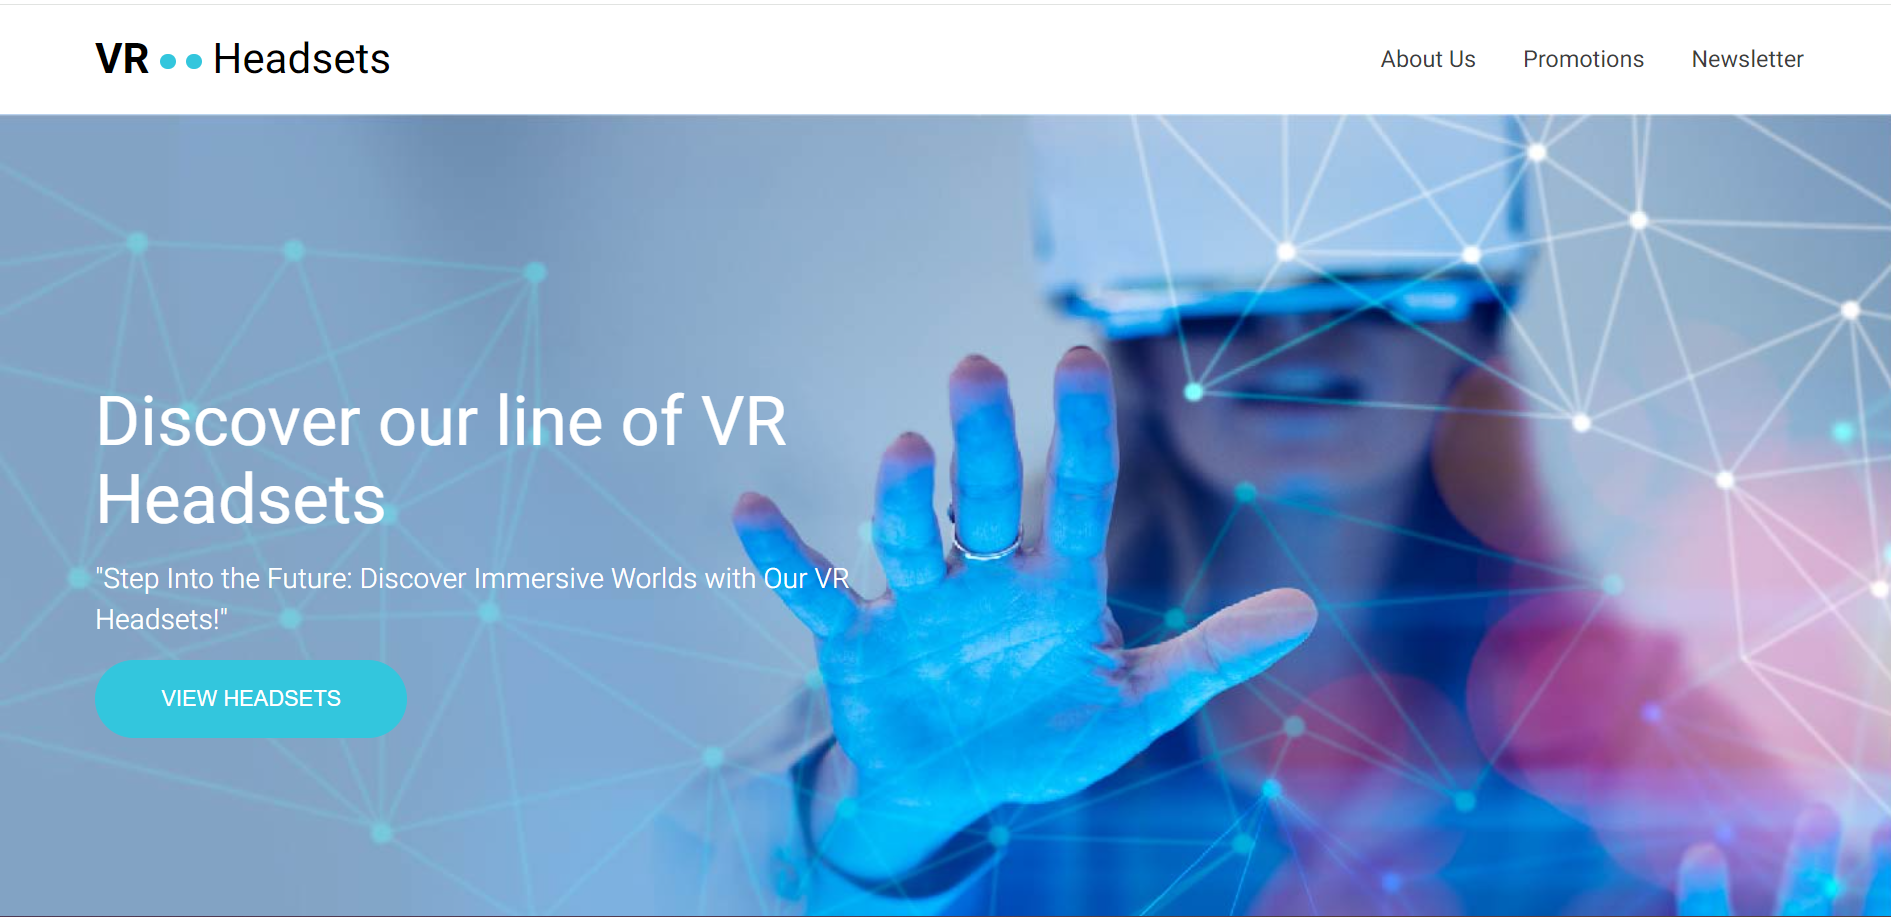 VR Headsets
About Us Promotions Newsletter
Discover our line of VR
Headsets
"Step Into the Future: Discover Immersive Worlds with Our VR
Headsets!"
VIEW HEADSETS